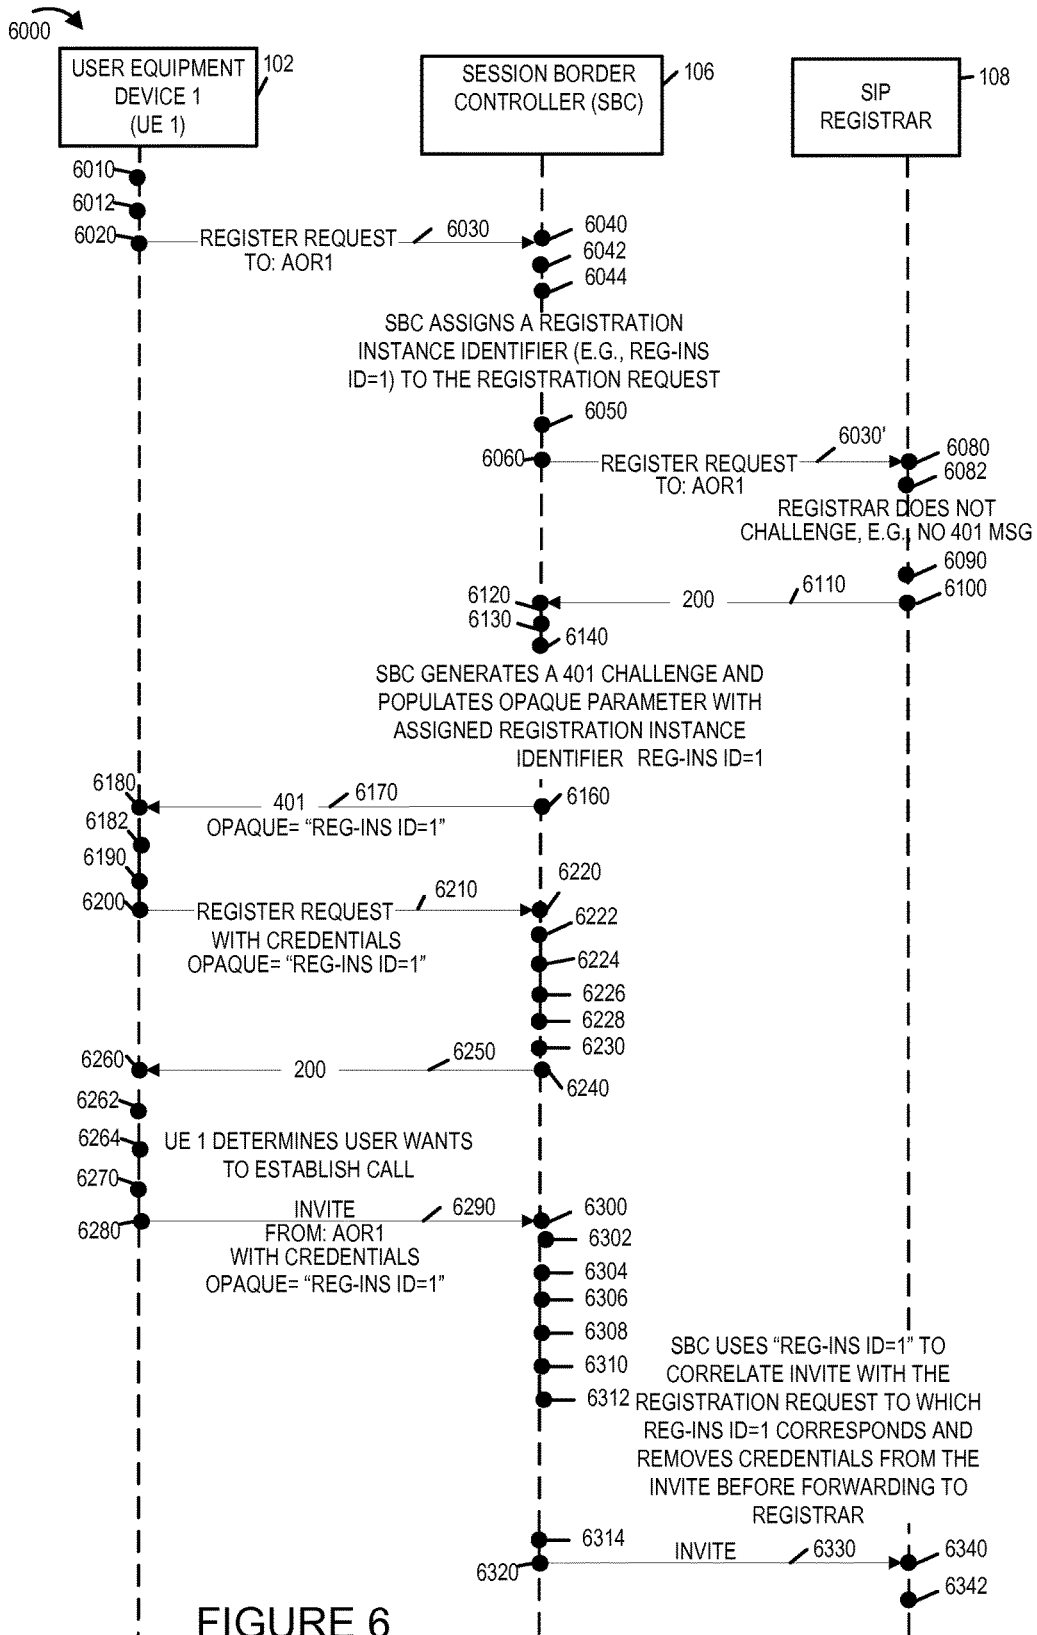 6000
USER EQUIPMENT
DEVICE 1
(UE 1)
102
SESSION BORDER
CONTROLLER (SBC)
106
SIP
REGISTRAR
108
6010
6012
6020
REGISTER REQUEST
TO: AOR1
6030
6040
6042
6044
SBC ASSIGNS A REGISTRATION
INSTANCE IDENTIFIER (E.G., REG-INS
ID=1) TO THE REGISTRATION REQUEST
6050
6060
REGISTER REQUEST
TO: AOR1
6030'
6080
6082
REGISTRAR DOES NOT
CHALLENGE, E.G., NO 401 MSG
6090
6100
6110
200
6120
6130
6140
SBC GENERATES A 401 CHALLENGE AND
POPULATES OPAQUE PARAMETER WITH
ASSIGNED REGISTRATION INSTANCE
IDENTIFIER REG-INS ID=1
6160
6170
401
OPAQUE= “REG-INS ID=1”
6180
6182
6190
6200
REGISTER REQUEST
WITH CREDENTIALS
OPAQUE= “REG-INS ID=1”
6210
6220
6222
6224
6226
6228
6230
6240
6250
200
6260
6262
6264
UE 1 DETERMINES USER WANTS
TO ESTABLISH CALL
6270
6280
INVITE
FROM: AOR1
WITH CREDENTIALS
OPAQUE= “REG-INS ID=1”
6290
6300
6302
6304
6306
6308
6310
6312
SBC USES “REG-INS ID=1” TO
CORRELATE INVITE WITH THE
REGISTRATION REQUEST TO WHICH
REG-INS ID=1 CORRESPONDS AND
REMOVES CREDENTIALS FROM THE
INVITE BEFORE FORWARDING TO
REGISTRAR
6314
6320
INVITE
6330
6340
6342
FIGURE 6